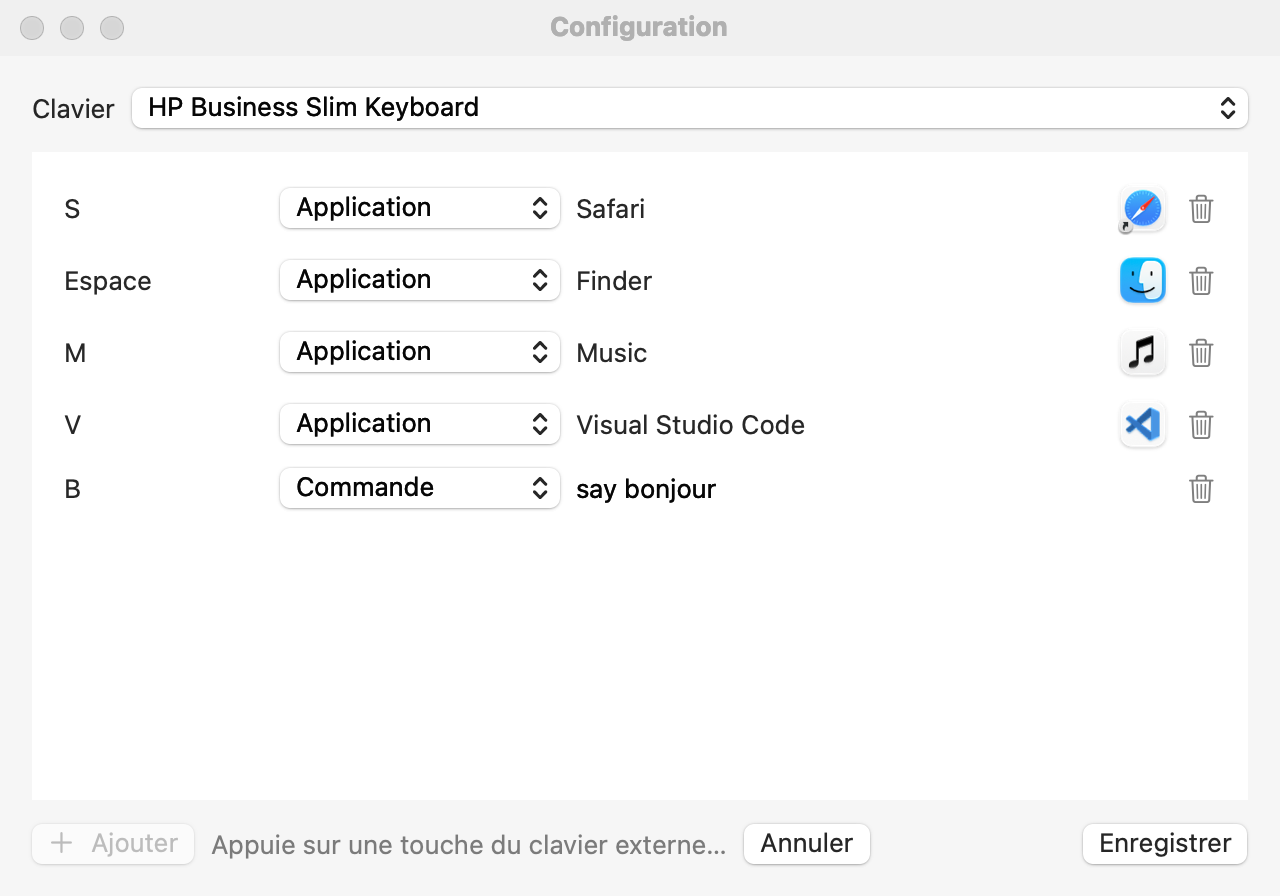 Configuration
Clavier HP Business Slim Keyboard
S Application Safari
Espace Application Finder
M Application Music
V Application Visual Studio Code
B Commande say bonjour
+ Ajouter Appuie sur une touche du clavier externe... Annuler Enregistrer